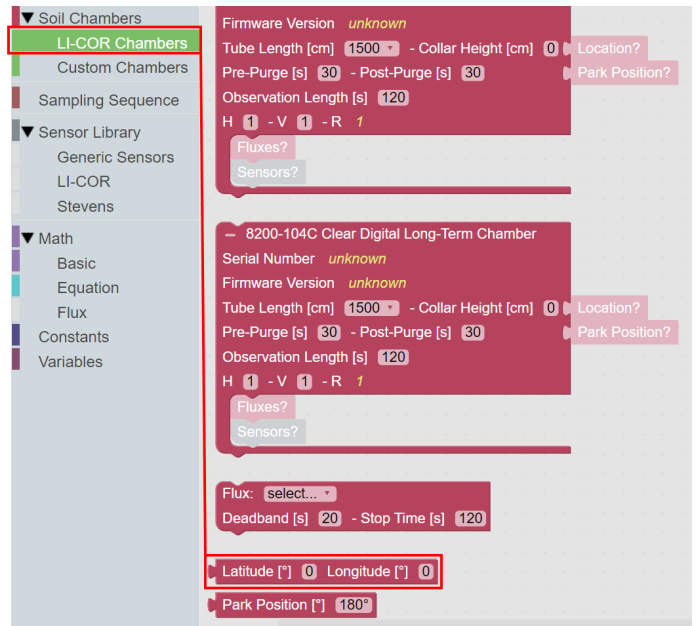 Soil Chambers
LI-COR Chambers
Custom Chambers
Sampling Sequence
Sensor Library
Generic Sensors
LI-COR
Stevens
Math
Basic
Equation
Flux
Constants
Variables
Firmware Version unknown
Tube Length [cm] 1500 - Collar Height [cm] 0 Location?
Pre-Purge [s] 30 - Post-Purge [s] 30 Park Position?
Observation Length [s] 120
H 1 - V 1 - R 1
Fluxes?
Sensors?
8200-104C Clear Digital Long-Term Chamber
Serial Number unknown
Firmware Version unknown
Tube Length [cm] 1500 - Collar Height [cm] 0 Location?
Pre-Purge [s] 30 - Post-Purge [s] 30 Park Position?
Observation Length [s] 120
H 1 - V 1 - R 1
Fluxes?
Sensors?
Flux: select...
Deadband [s] 20 - Stop Time [s] 120
Latitude [°] 0 Longitude [°] 0
Park Position [°] 180°